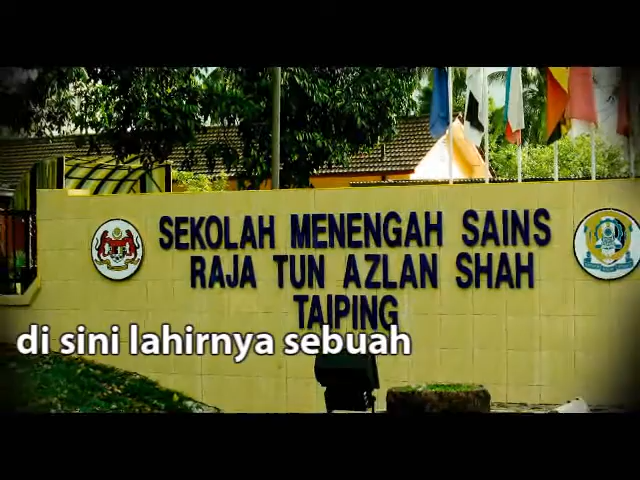 SEKOLAH MENENGAH SAINS
RAJA TUN AZLAN SHAH
TAIPING
di sini lahirnya sebuah